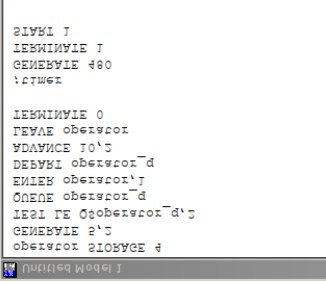 Untitled Model 1
operator STORAGE 4
GENERATE 5,2
TEST LE Q$operator_q,2
QUEUE operator_q
ENTER operator,1
DEPART operator_q
ADVANCE 10,2
LEAVE operator
TERMINATE 0
;timer
GENERATE 480
TERMINATE 1
START 1